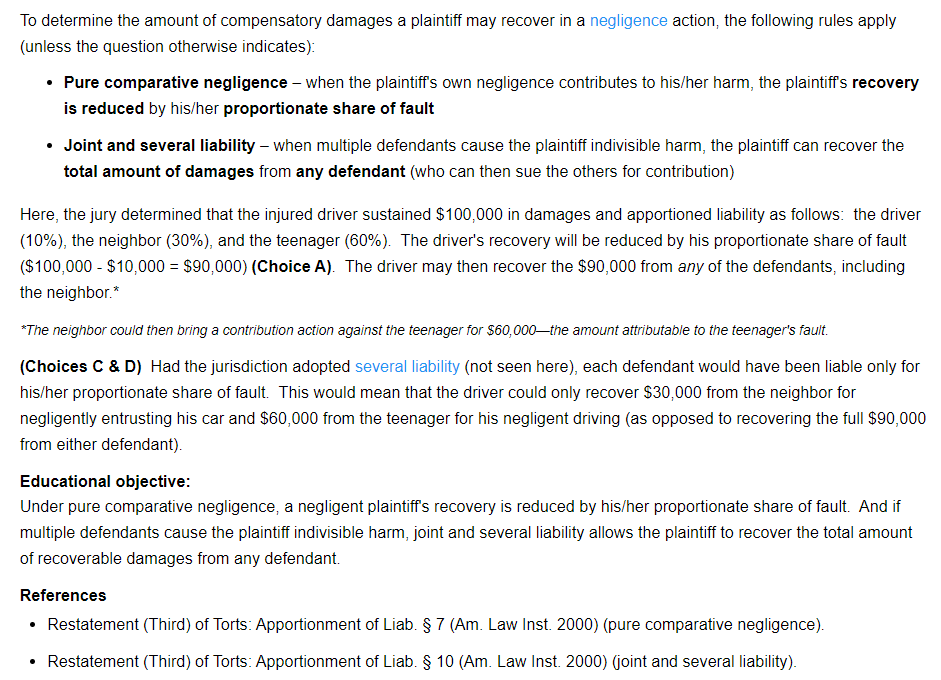 To determine the amount of compensatory damages a plaintiff may recover in a negligence action, the following rules apply
(unless the question otherwise indicates):
• Pure comparative negligence – when the plaintiff's own negligence contributes to his/her harm, the plaintiff's recovery
is reduced by his/her proportionate share of fault
• Joint and several liability – when multiple defendants cause the plaintiff indivisible harm, the plaintiff can recover the
total amount of damages from any defendant (who can then sue the others for contribution)
Here, the jury determined that the injured driver sustained $100,000 in damages and apportioned liability as follows:  the driver
(10%), the neighbor (30%), and the teenager (60%).  The driver's recovery will be reduced by his proportionate share of fault
($100,000 - $10,000 = $90,000) (Choice A).  The driver may then recover the $90,000 from any of the defendants, including
the neighbor.*
*The neighbor could then bring a contribution action against the teenager for $60,000—the amount attributable to the teenager's fault.
(Choices C & D)  Had the jurisdiction adopted several liability (not seen here), each defendant would have been liable only for
his/her proportionate share of fault.  This would mean that the driver could only recover $30,000 from the neighbor for
negligently entrusting his car and $60,000 from the teenager for his negligent driving (as opposed to recovering the full $90,000
from either defendant).
Educational objective:
Under pure comparative negligence, a negligent plaintiff's recovery is reduced by his/her proportionate share of fault.  And if
multiple defendants cause the plaintiff indivisible harm, joint and several liability allows the plaintiff to recover the total amount
of recoverable damages from any defendant.
References
• Restatement (Third) of Torts: Apportionment of Liab. § 7 (Am. Law Inst. 2000) (pure comparative negligence).
• Restatement (Third) of Torts: Apportionment of Liab. § 10 (Am. Law Inst. 2000) (joint and several liability).